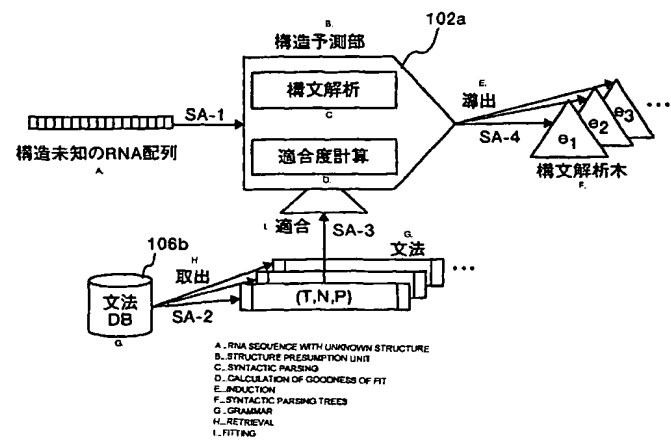 B.
構造予測部
102a
構文解析
C
SA-1
適合度計算
D.
構造未知のRNA配列
A.
E.
導出
SA-4
e1
e2
e3
...
構文解析木
F.
I.
適合
SA-3
G.
文法
...
106b
H
取出
文法
DB
G.
SA-2
(T,N,P)
A...RNA SEQUENCE WITH UNKNOWN STRUCTURE
B...STRUCTURE PRESUMPTION UNIT
C...SYNTACTIC PARSING
D...CALCULATION OF GOODNESS OF FIT
E...INDUCTION
F...SYNTACTIC PARSING TREES
G...GRAMMAR
H...RETRIEVAL
I...FITTING